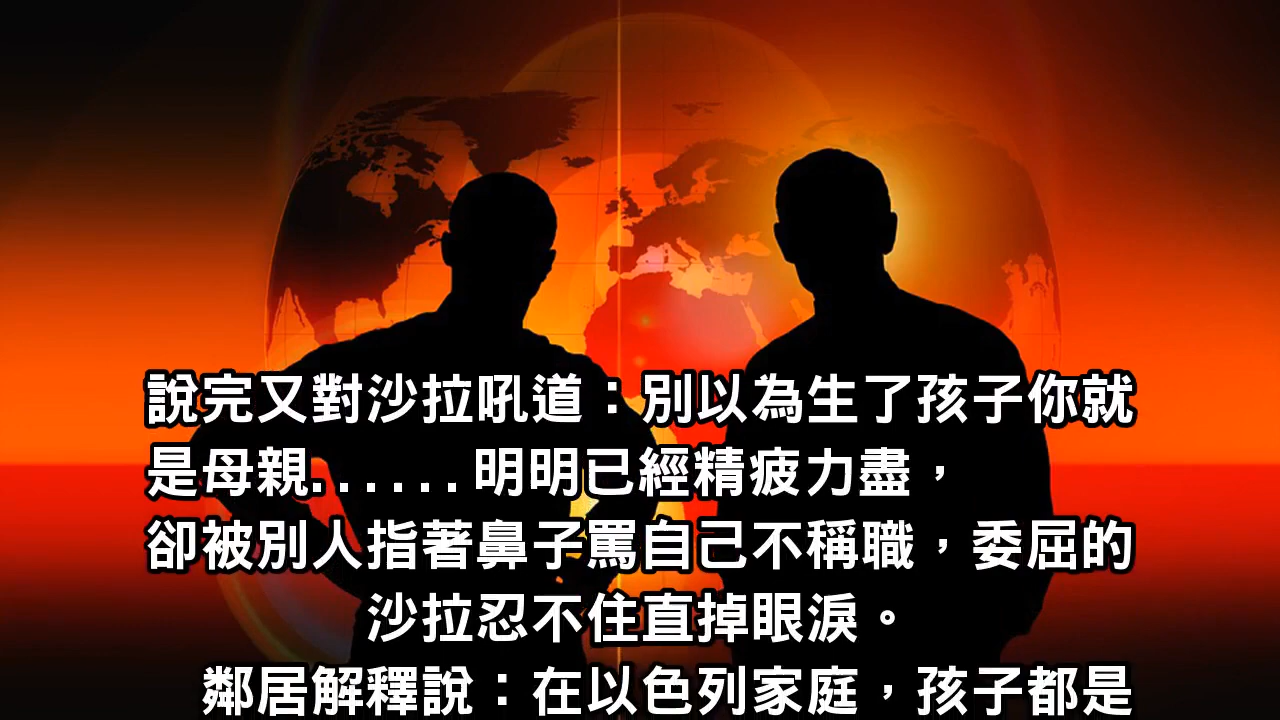 說完又對沙拉吼道：別以為生了孩子你就
是母親......明明已經精疲力盡，
卻被別人指著鼻子罵自己不稱職，委屈的
沙拉忍不住直掉眼淚。
鄰居解釋說：在以色列家庭，孩子都是